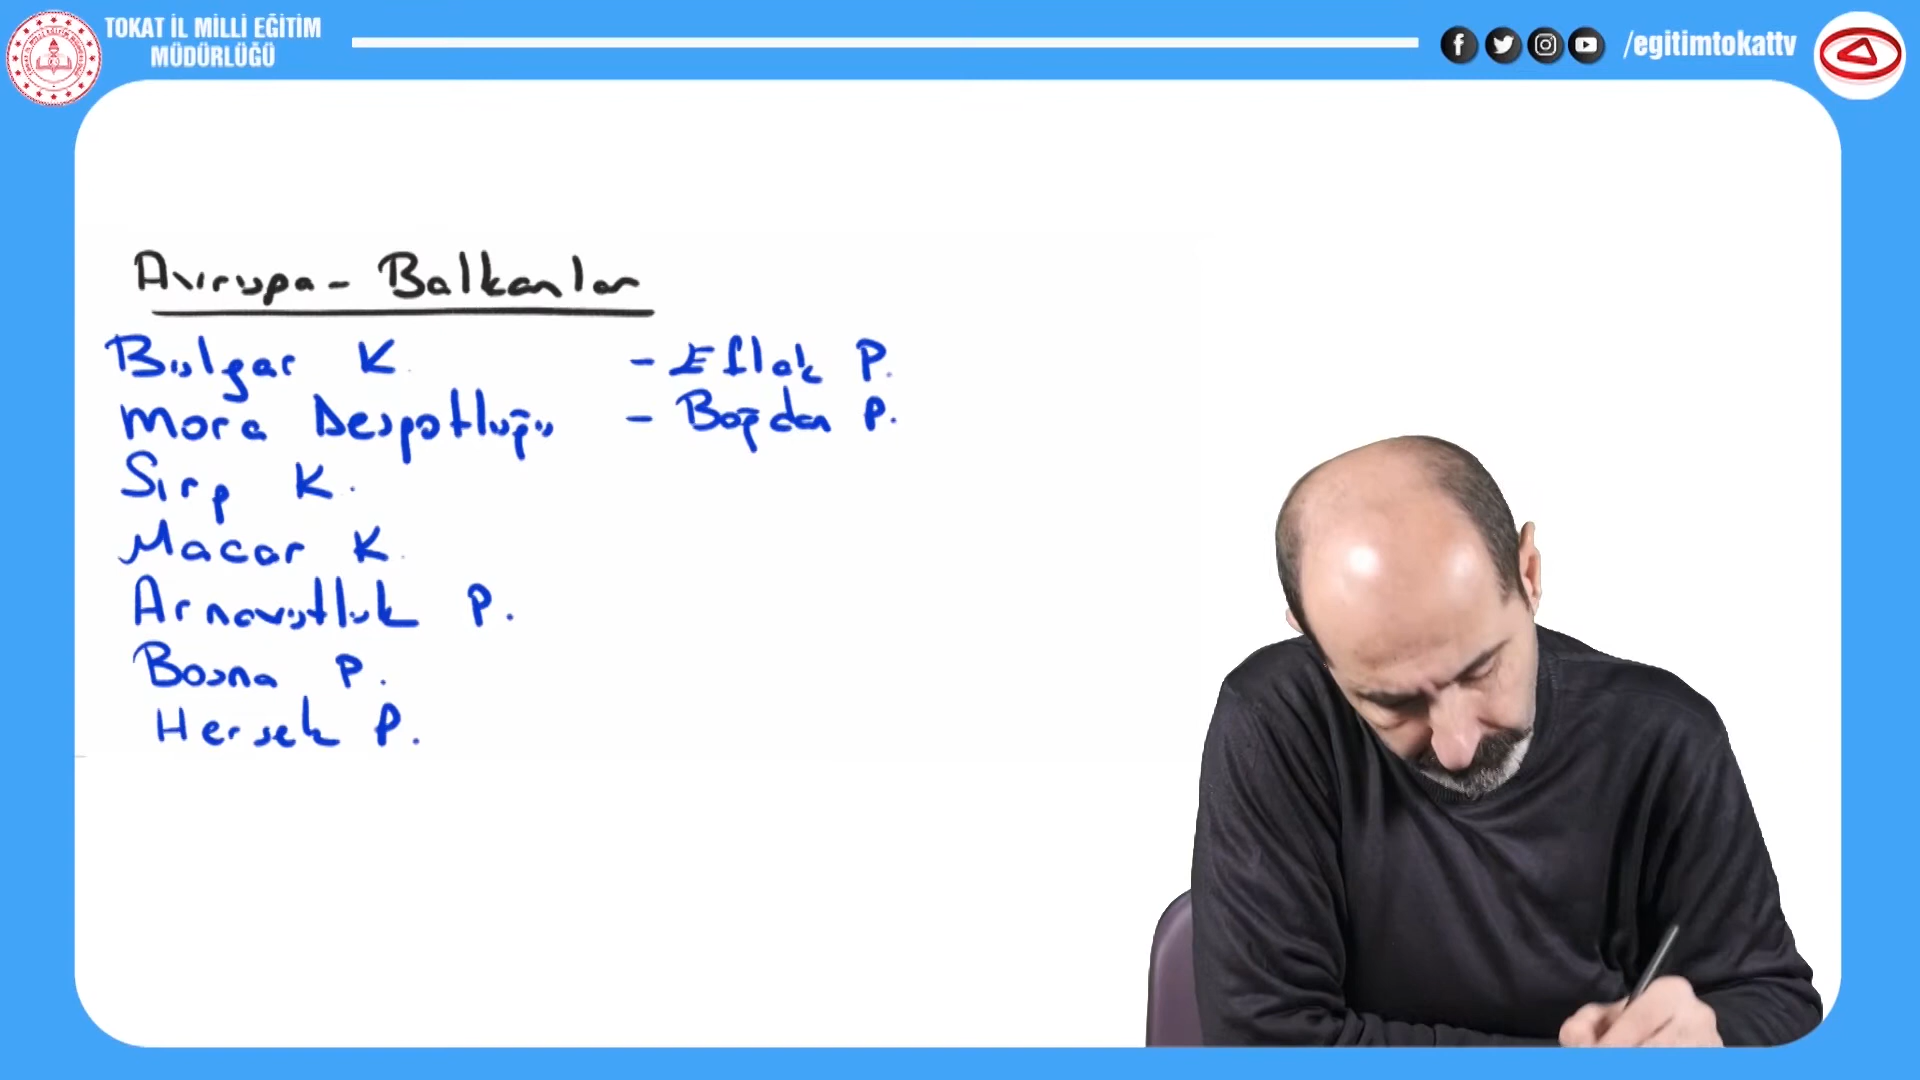 TOKAT İL MİLLİ EĞİTİM
MÜDÜRLÜĞÜ
/egitimtokattv
Avrupa - Balkanlar
Bulgar K.
- Eflak P.
Mora Despotluğu
- Boğdan P.
Sırp K.
Macar K.
Arnavutluk P.
Bosna P.
Hersek P.